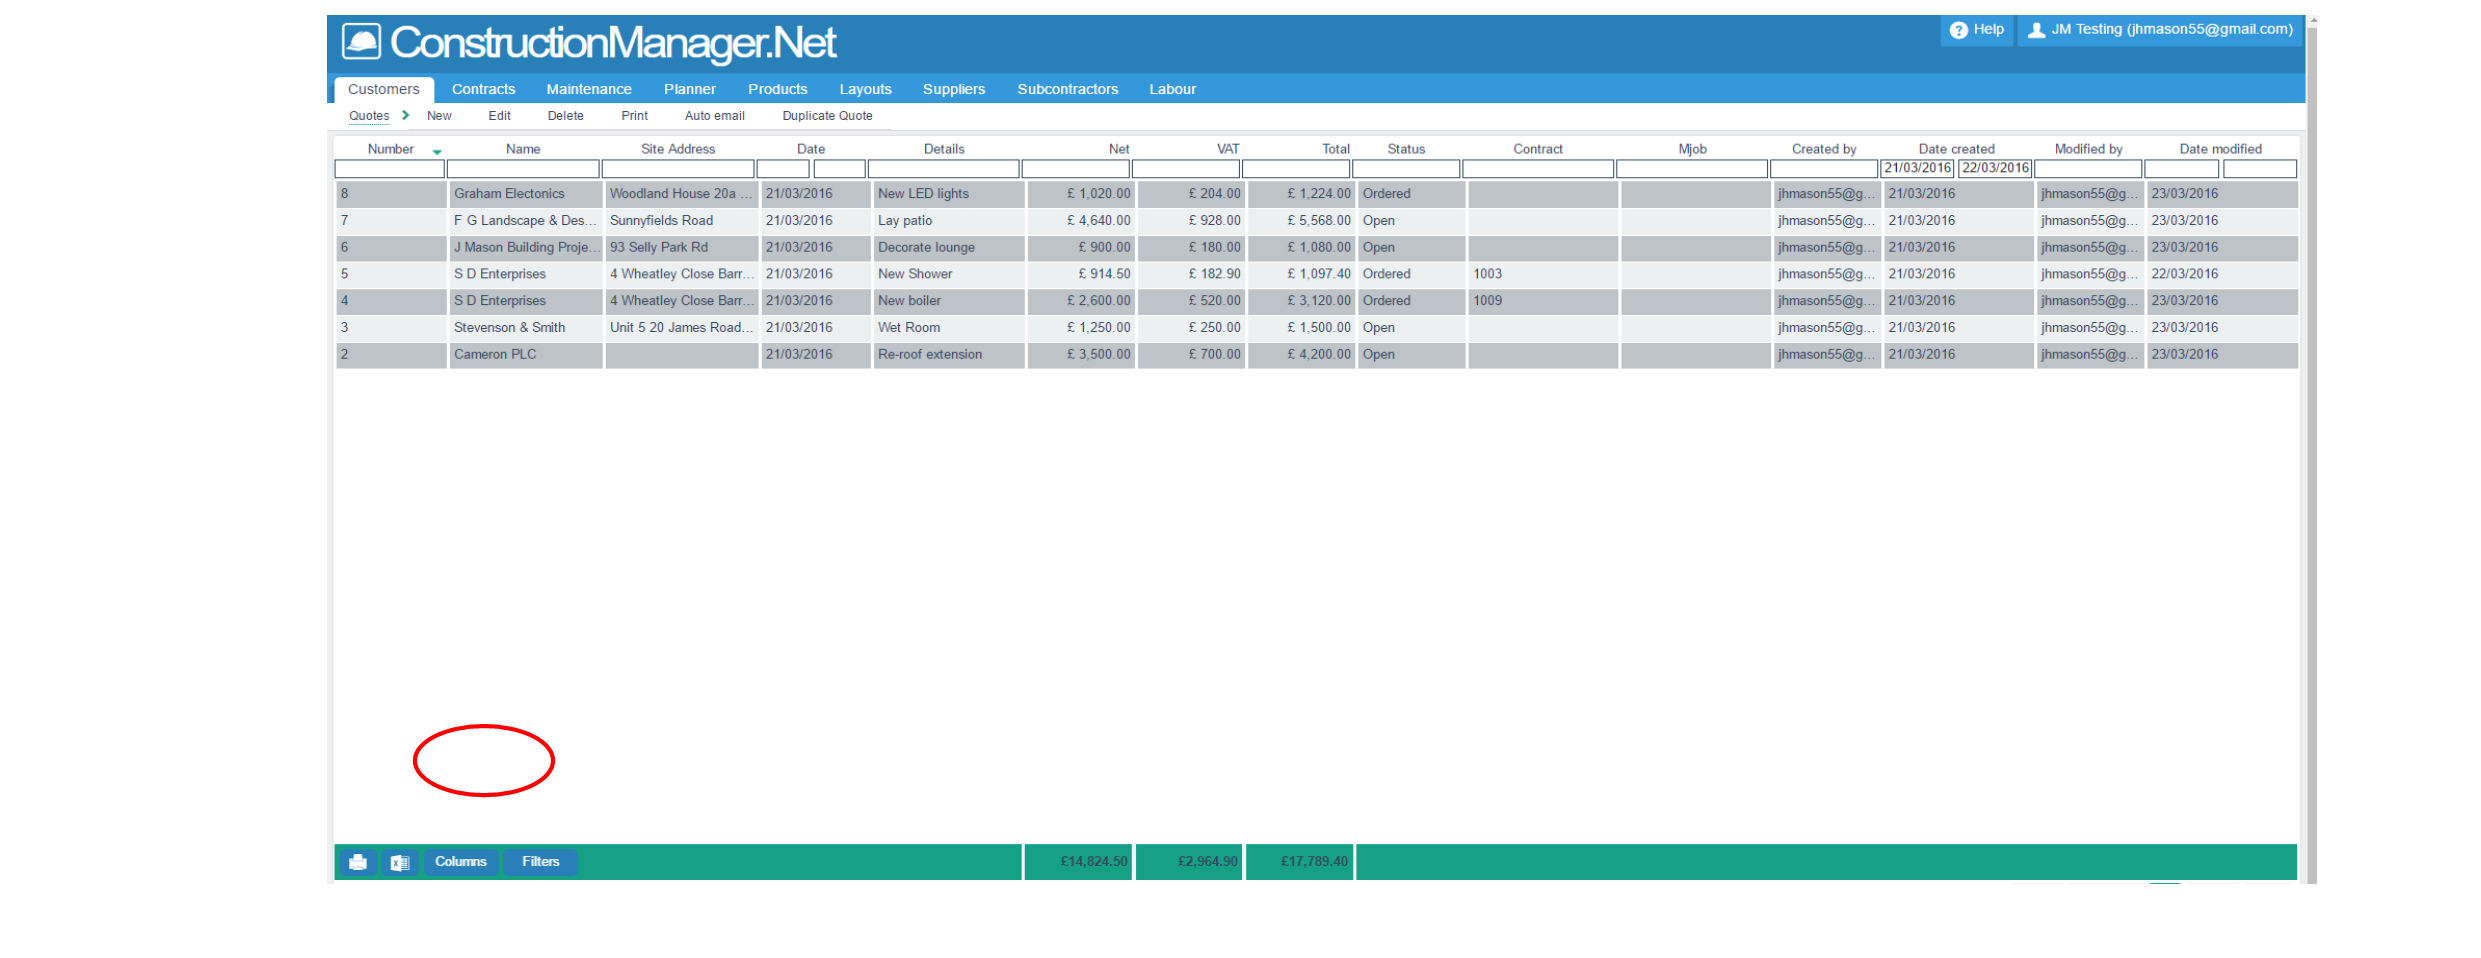 ConstructionManager.Net
Help JM Testing (jhmason55@gmail.com)
Customers Contracts Maintenance Planner Products Layouts Suppliers Subcontractors Labour
Quotes New Edit Delete Print Auto email Duplicate Quote
Number Name Site Address Date Details Net VAT Total Status Contract Mjob Created by Date created Modified by Date modified
21/03/2016 22/03/2016
8 Graham Electonics Woodland House 20a ... 21/03/2016 New LED lights £ 1,020.00 £ 204.00 £ 1,224.00 Ordered jhmason55@g... 21/03/2016 jhmason55@g... 23/03/2016
7 F G Landscape & Des... Sunnyfields Road 21/03/2016 Lay patio £ 4,640.00 £ 928.00 £ 5,568.00 Open jhmason55@g... 21/03/2016 jhmason55@g... 23/03/2016
6 J Mason Building Proje... 93 Selly Park Rd 21/03/2016 Decorate lounge £ 900.00 £ 180.00 £ 1,080.00 Open jhmason55@g... 21/03/2016 jhmason55@g... 23/03/2016
5 S D Enterprises 4 Wheatley Close Barr... 21/03/2016 New Shower £ 914.50 £ 182.90 £ 1,097.40 Ordered 1003 jhmason55@g... 21/03/2016 jhmason55@g... 22/03/2016
4 S D Enterprises 4 Wheatley Close Barr... 21/03/2016 New boiler £ 2,600.00 £ 520.00 £ 3,120.00 Ordered 1009 jhmason55@g... 21/03/2016 jhmason55@g... 23/03/2016
3 Stevenson & Smith Unit 5 20 James Road... 21/03/2016 Wet Room £ 1,250.00 £ 250.00 £ 1,500.00 Open jhmason55@g... 21/03/2016 jhmason55@g... 23/03/2016
2 Cameron PLC 21/03/2016 Re-roof extension £ 3,500.00 £ 700.00 £ 4,200.00 Open jhmason55@g... 21/03/2016 jhmason55@g... 23/03/2016
Columns Filters £14,824.50 £2,964.90 £17,789.40